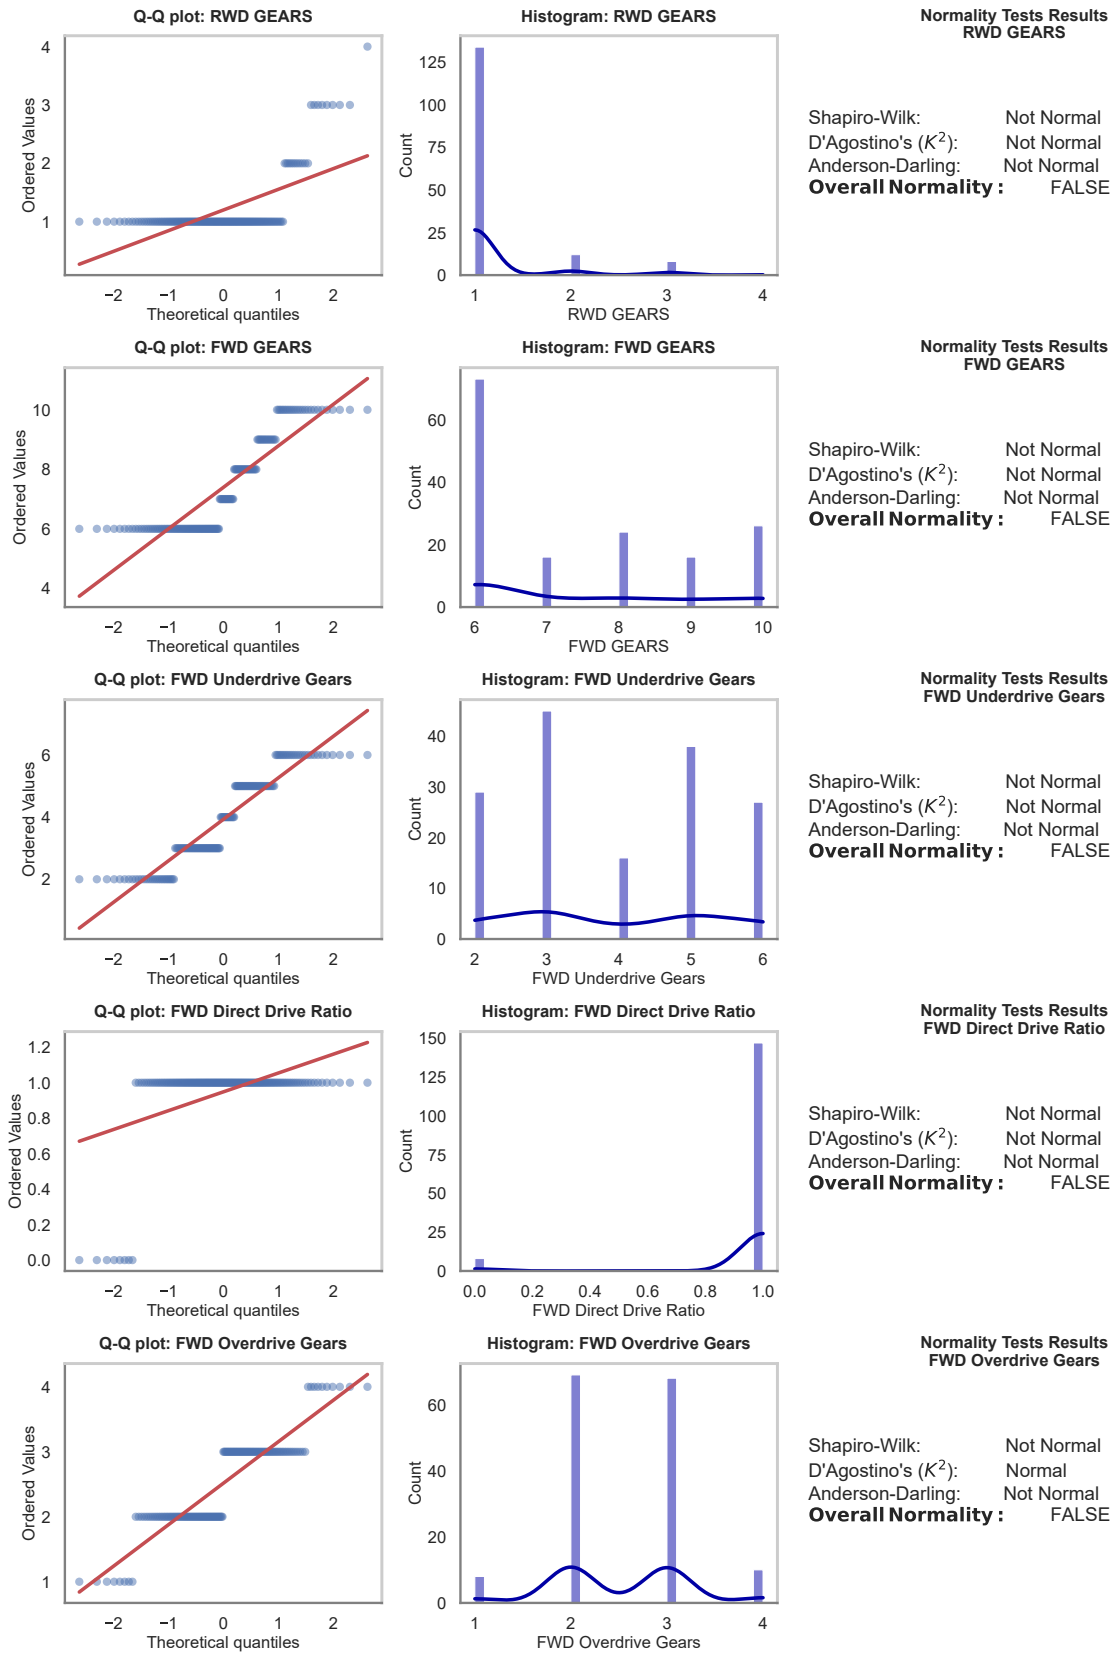 Q-Q plot: RWD GEARS
Ordered Values
4
3
2
1
−2 −1 0 1 2
Theoretical quantiles
Histogram: RWD GEARS
Count
125
100
75
50
25
0
1 2 3 4
RWD GEARS
Normality Tests Results
RWD GEARS
Shapiro-Wilk: Not Normal
D'Agostino's (K²): Not Normal
Anderson-Darling: Not Normal
Overall Normality: FALSE
Q-Q plot: FWD GEARS
Ordered Values
10
8
6
4
−2 −1 0 1 2
Theoretical quantiles
Histogram: FWD GEARS
Count
60
40
20
0
6 7 8 9 10
FWD GEARS
Normality Tests Results
FWD GEARS
Shapiro-Wilk: Not Normal
D'Agostino's (K²): Not Normal
Anderson-Darling: Not Normal
Overall Normality: FALSE
Q-Q plot: FWD Underdrive Gears
Ordered Values
6
4
2
−2 −1 0 1 2
Theoretical quantiles
Histogram: FWD Underdrive Gears
Count
40
30
20
10
0
2 3 4 5 6
FWD Underdrive Gears
Normality Tests Results
FWD Underdrive Gears
Shapiro-Wilk: Not Normal
D'Agostino's (K²): Not Normal
Anderson-Darling: Not Normal
Overall Normality: FALSE
Q-Q plot: FWD Direct Drive Ratio
Ordered Values
1.2
1.0
0.8
0.6
0.4
0.2
0.0
−2 −1 0 1 2
Theoretical quantiles
Histogram: FWD Direct Drive Ratio
Count
150
125
100
75
50
25
0
0.0 0.2 0.4 0.6 0.8 1.0
FWD Direct Drive Ratio
Normality Tests Results
FWD Direct Drive Ratio
Shapiro-Wilk: Not Normal
D'Agostino's (K²): Not Normal
Anderson-Darling: Not Normal
Overall Normality: FALSE
Q-Q plot: FWD Overdrive Gears
Ordered Values
4
3
2
1
−2 −1 0 1 2
Theoretical quantiles
Histogram: FWD Overdrive Gears
Count
60
40
20
0
1 2 3 4
FWD Overdrive Gears
Normality Tests Results
FWD Overdrive Gears
Shapiro-Wilk: Not Normal
D'Agostino's (K²): Normal
Anderson-Darling: Not Normal
Overall Normality: FALSE